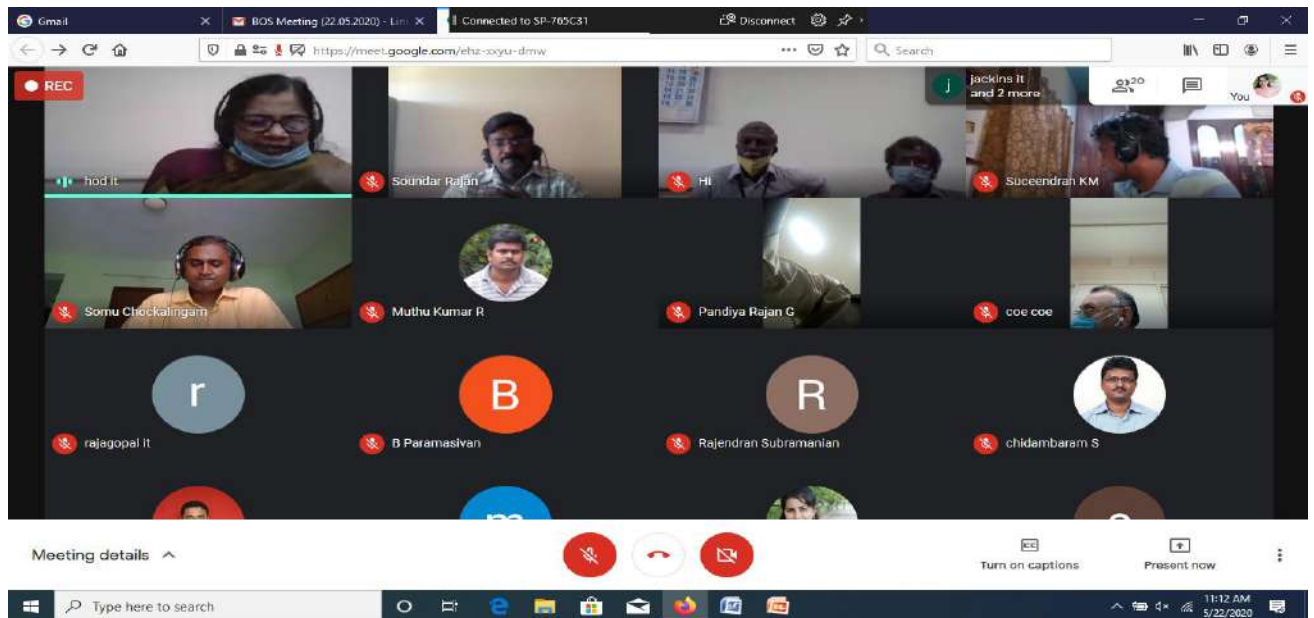 Gmail
BOS Meeting (22.05.2020) - Lin
Connected to SP-765C31
Disconnect
https://meet.google.com/ehz-xxyu-dmw
Search
REC
jackins it
and 2 more
20
You
j
hod it
Soundar Rajan
Hi
Suceendran KM
Somu Chockalingam
Muthu Kumar R
Pandiya Rajan G
coe coe
r
B
R
rajagopal it
B Paramasivan
Rajendran Subramanian
chidambaram S
m
Meeting details
CC
Turn on captions
Present now
Type here to search
11:12 AM
5/22/2020